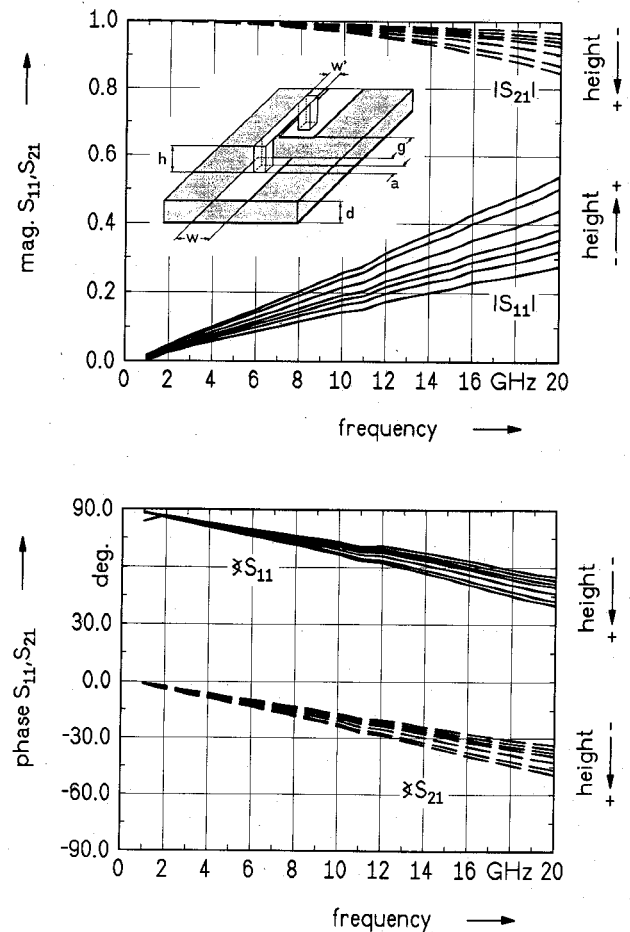 1.0
0.8
0.6
0.4
0.2
0.0
mag. S11,S21
w'
h
g
a
d
w
|S21|
|S11|
height
- +
height
+ -
0 2 4 6 8 10 12 14 16 GHz 20
frequency
90.0
deg.
30.0
0.0
-30.0
-60.0
-90.0
phase S11,S21
∢S11
∢S21
height
- +
height
- +
0 2 4 6 8 10 12 14 16 GHz 20
frequency